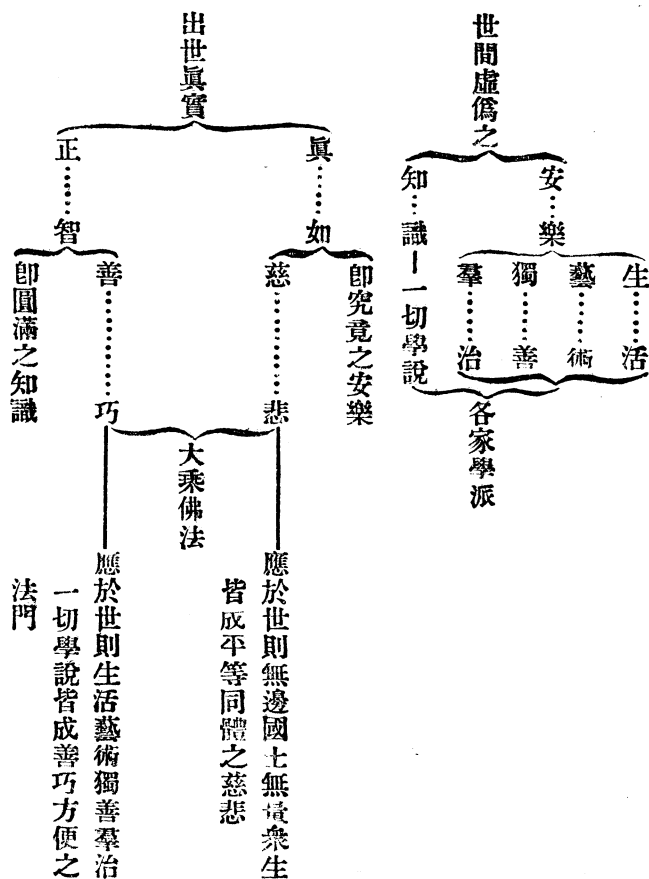 世間虛僞之
安樂
生活
藝術
獨善
羣治
知識
一切學說
各家學派
出世眞實
眞如
卽究竟之安樂
慈悲
應於世則無邊國土無量衆生
皆成平等同體之慈悲
正智
善巧
應於世則生活藝術獨善羣治
一切學說皆成善巧方便之
法門
卽圓滿之知識
大乘佛法